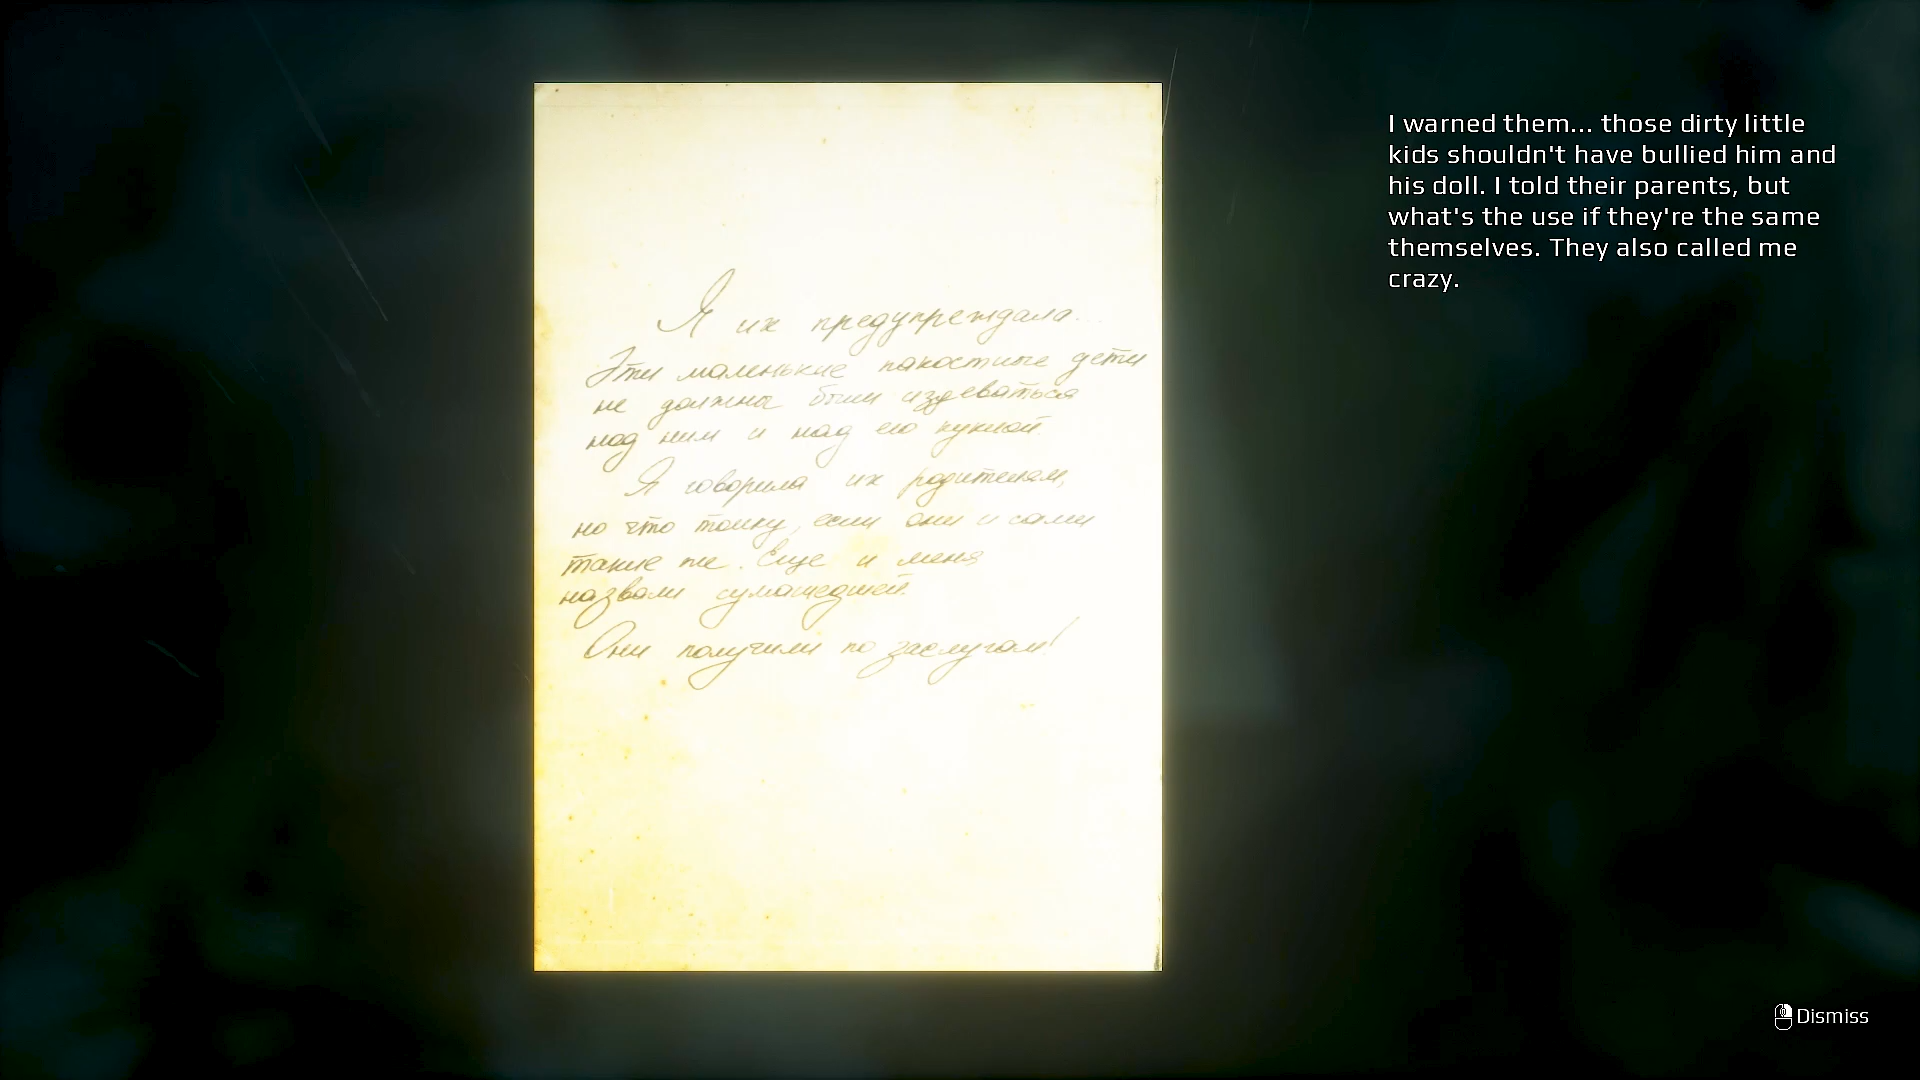 Я их предупреждала...
Эти маленькие пакостные дети
не должны были издеваться
над ним и над его куклой.
Я говорила их родителям,
но что толку, если они и сами
такие же. Еще и меня
назвали сумашедшей.
Они получили по заслугам!
I warned them... those dirty little
kids shouldn't have bullied him and
his doll. I told their parents, but
what's the use if they're the same
themselves. They also called me
crazy.
Dismiss